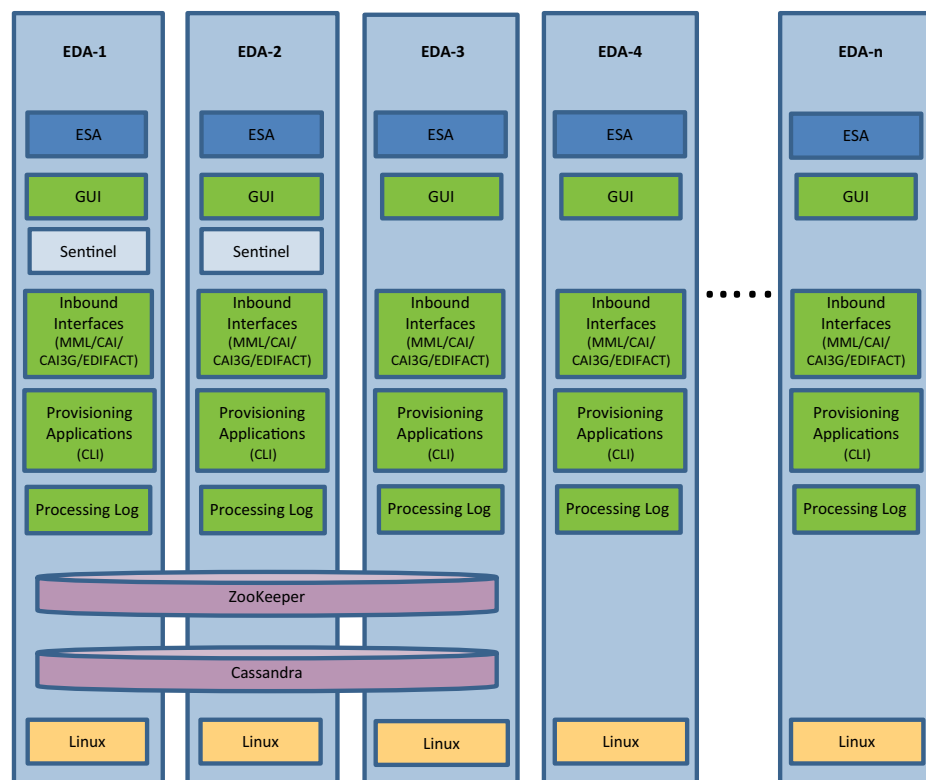 EDA-1
EDA-2
EDA-3
EDA-4
EDA-n
ESA
ESA
ESA
ESA
ESA
GUI
GUI
GUI
GUI
GUI
Sentinel
Sentinel
Inbound
Interfaces
(MML/CAI/
CAI3G/EDIFACT)
Inbound
Interfaces
(MML/CAI/
CAI3G/EDIFACT)
Inbound
Interfaces
(MML/CAI/
CAI3G/EDIFACT)
Inbound
Interfaces
(MML/CAI/
CAI3G/EDIFACT)
Inbound
Interfaces
(MML/CAI/
CAI3G/EDIFACT)
Provisioning
Applications
(CLI)
Provisioning
Applications
(CLI)
Provisioning
Applications
(CLI)
Provisioning
Applications
(CLI)
Provisioning
Applications
(CLI)
Processing Log
Processing Log
Processing Log
Processing Log
Processing Log
ZooKeeper
Cassandra
Linux
Linux
Linux
Linux
Linux